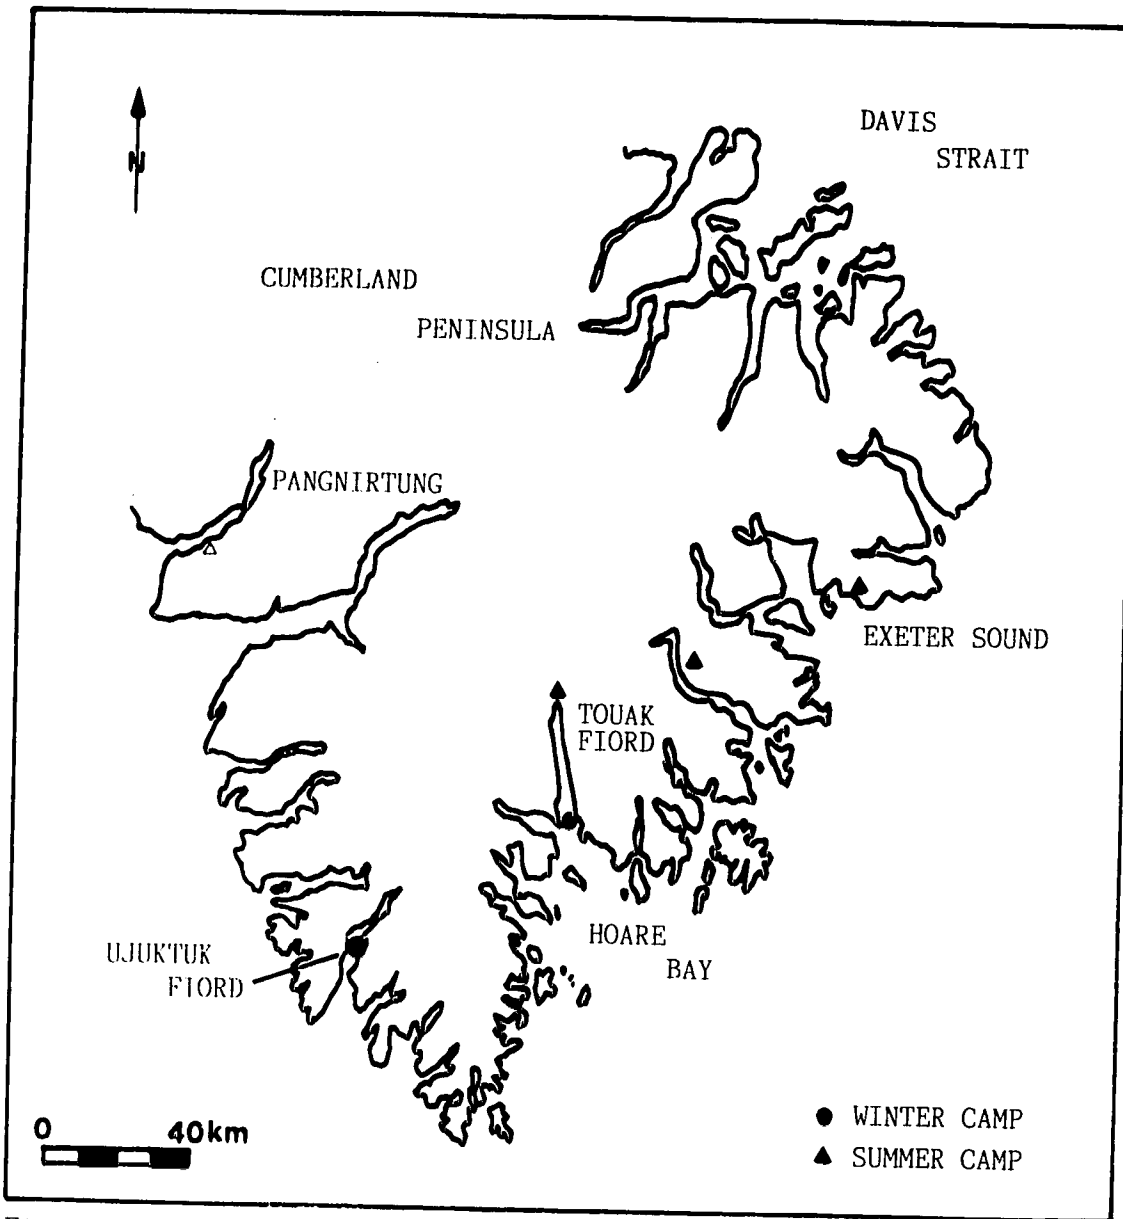 DAVIS
STRAIT
N
CUMBERLAND
PENINSULA
PANGNIRTUNG
EXETER SOUND
TOUAK
FIORD
HOARE
BAY
UJUKTUK
FIORD
0 40km
WINTER CAMP
SUMMER CAMP